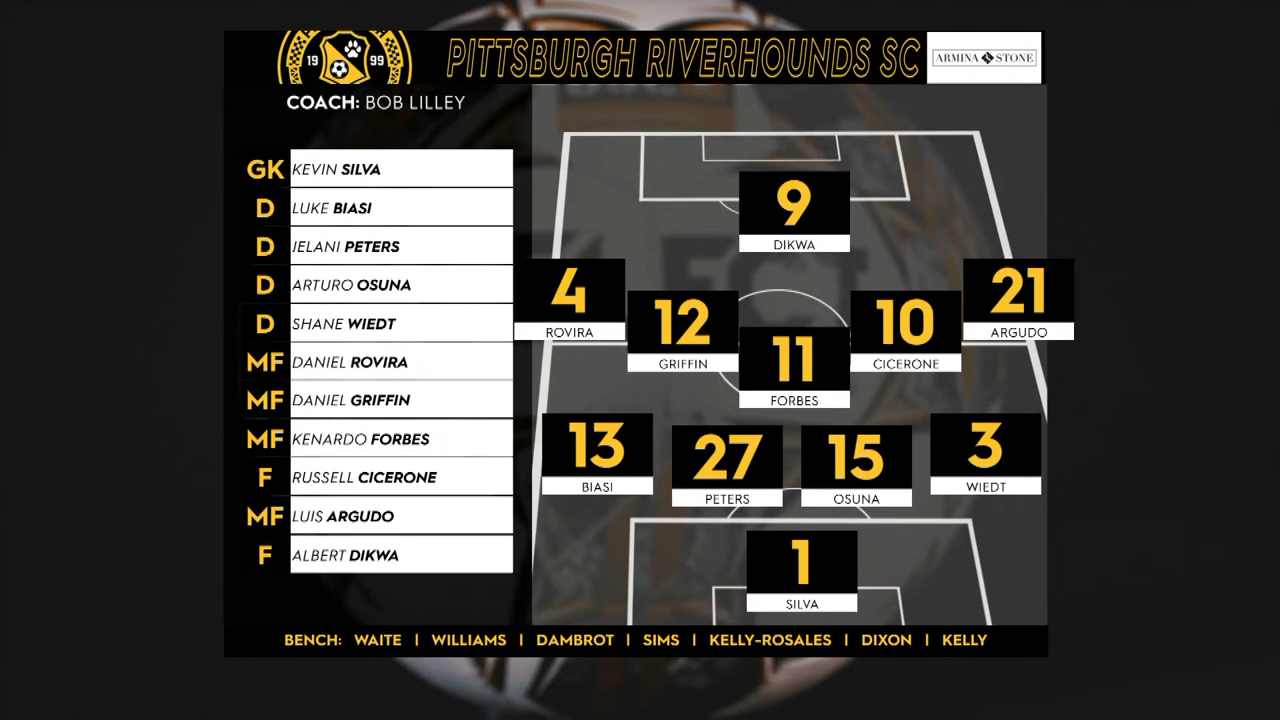 19 99
PITTSBURGH RIVERHOUNDS SC
ARMINA STONE
COACH: BOB LILLEY
GK KEVIN SILVA
D LUKE BIASI
D JELANI PETERS
D ARTURO OSUNA
D SHANE WIEDT
MF DANIEL ROVIRA
MF DANIEL GRIFFIN
MF KENARDO FORBES
F RUSSELL CICERONE
MF LUIS ARGUDO
F ALBERT DIKWA
9
DIKWA
4
ROVIRA
12
GRIFFIN
11
FORBES
10
CICERONE
21
ARGUDO
13
BIASI
27
PETERS
15
OSUNA
3
WIEDT
1
SILVA
BENCH: WAITE | WILLIAMS | DAMBROT | SIMS | KELLY-ROSALES | DIXON | KELLY